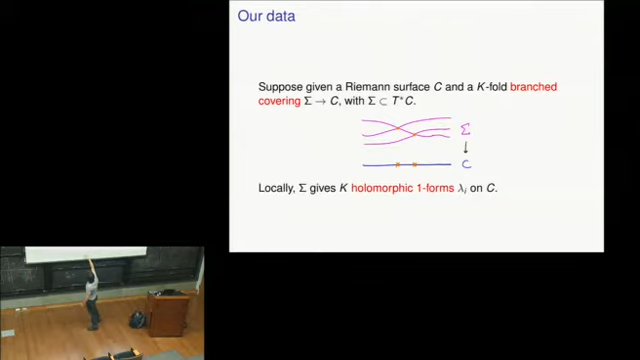 Our data
Suppose given a Riemann surface C and a K-fold branched
covering Σ → C, with Σ ⊂ T*C.
Σ
↓
C
Locally, Σ gives K holomorphic 1-forms λᵢ on C.